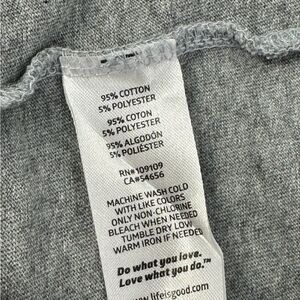 95% COTTON
5% POLYESTER
95% COTON
5% POLYESTER
95% ALGODÓN
5% POLIÉSTER
RN#109109
CA#54656
MACHINE WASH COLD
WITH LIKE COLORS
ONLY NON-CHLORINE
BLEACH WHEN NEEDED
TUMBLE DRY LOW
WARM IRON IF NEEDED
Do what you love.
Love what you do.™
www.lifeisgood.com